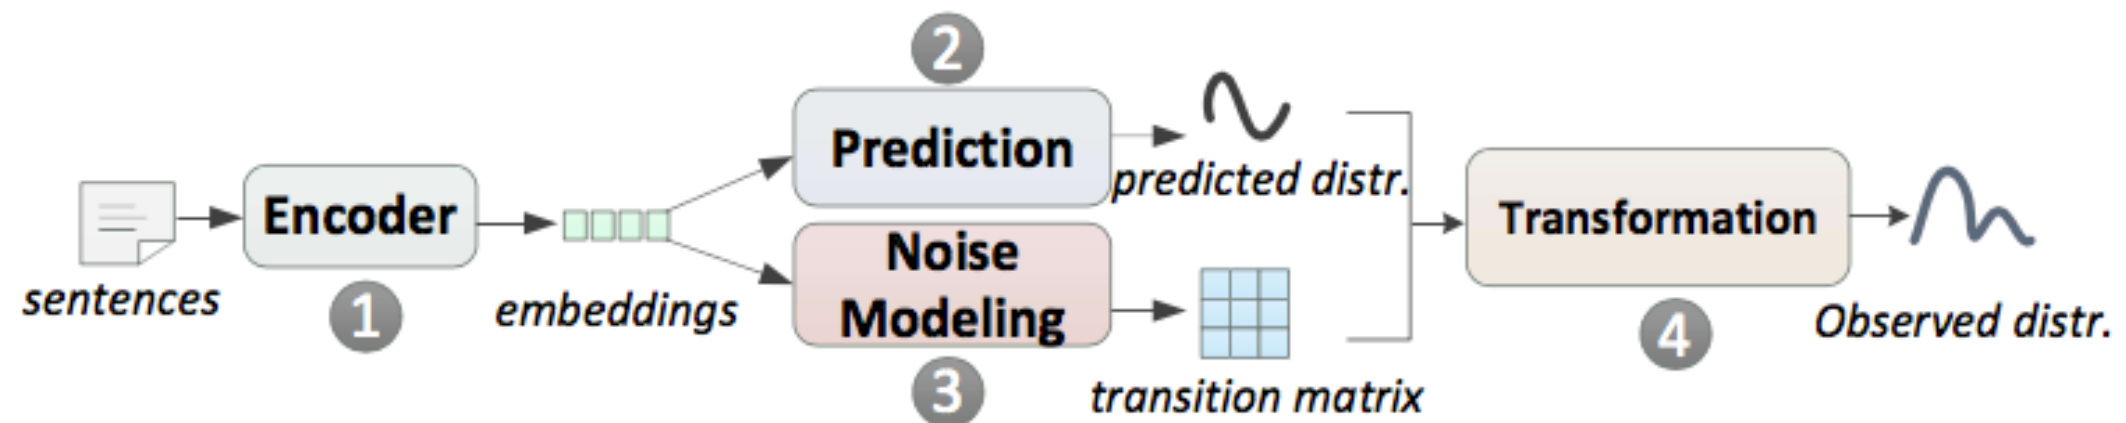 2
Prediction
predicted distr.
Encoder
sentences
1
embeddings
Noise
Modeling
3
transition matrix
Transformation
4
Observed distr.